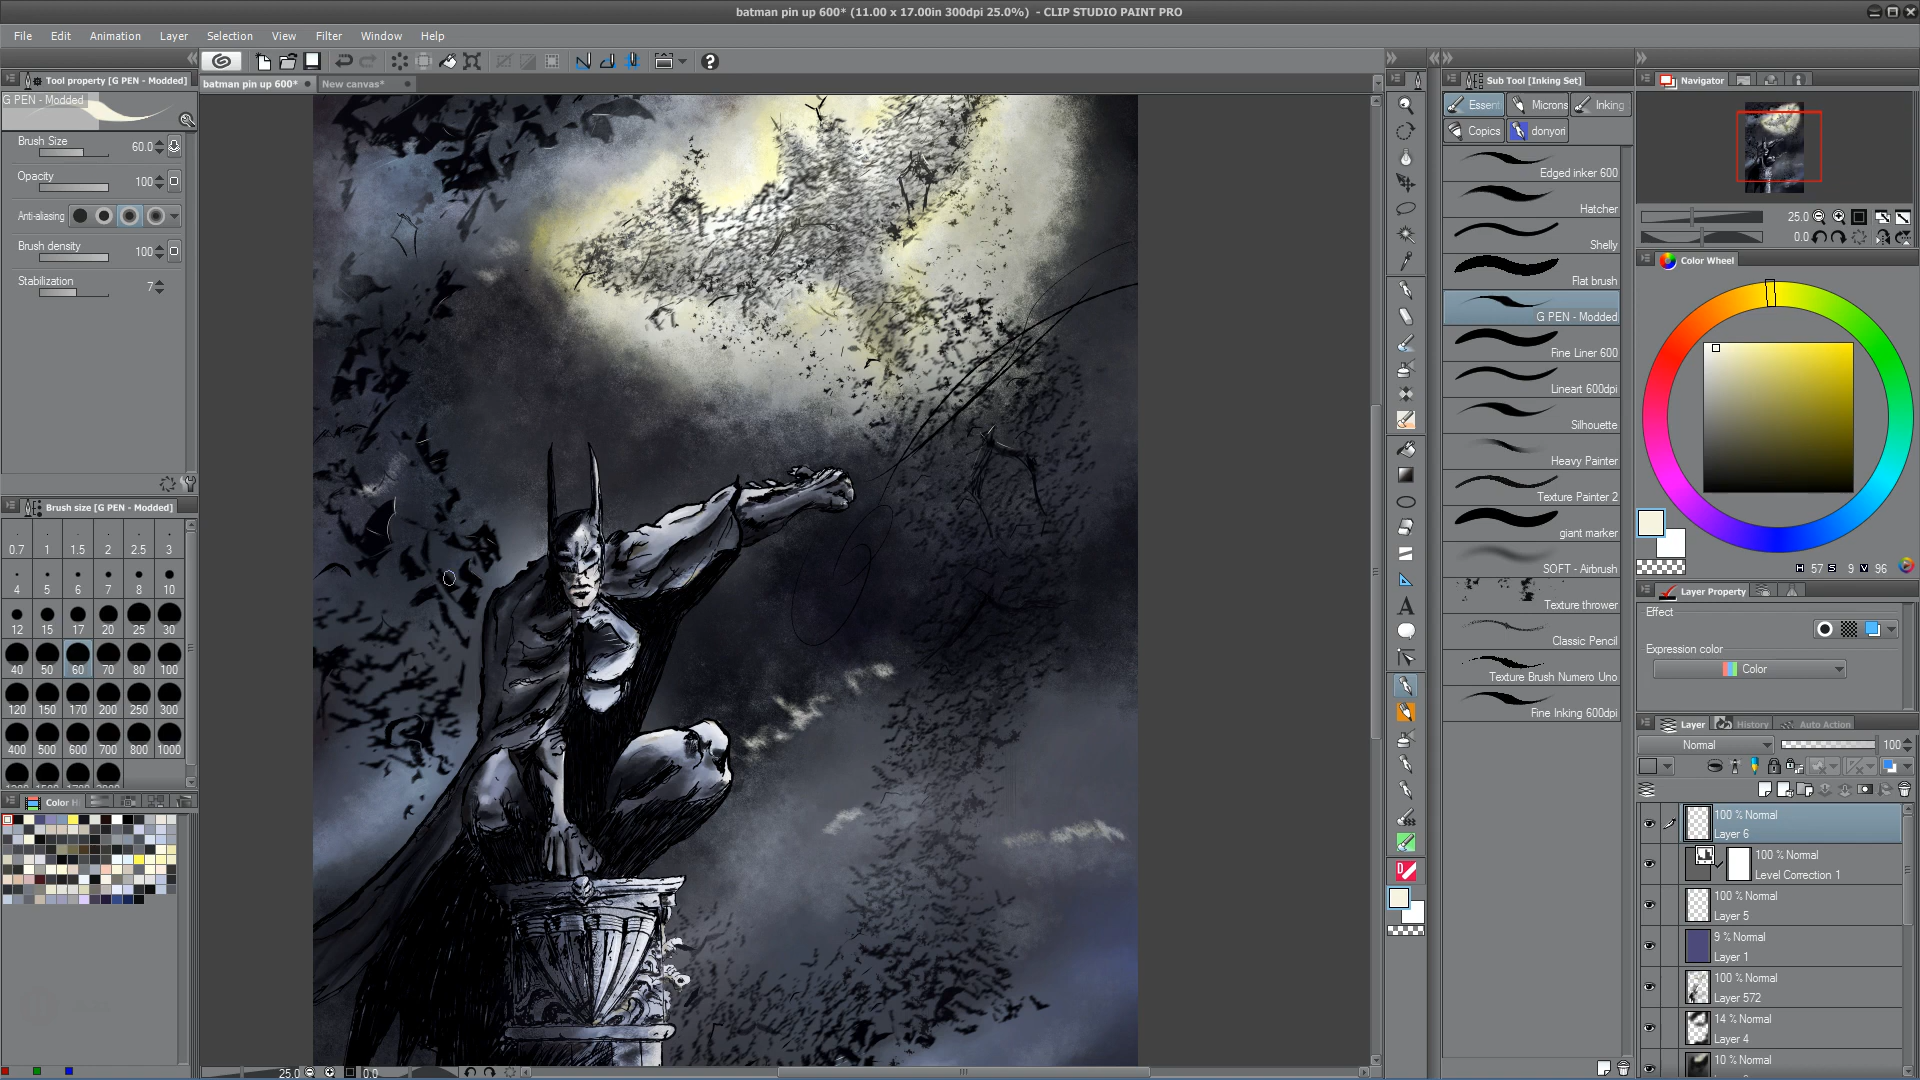 batman pin up 600* (11.00 x 17.00in 300dpi 25.0%) - CLIP STUDIO PAINT PRO
File Edit Animation Layer Selection View Filter Window Help
Tool property [G PEN - Modded]
batman pin up 600*
New canvas*
G PEN - Modded
Brush Size 60.0
Opacity 100
Anti-aliasing
Brush density 100
Stabilization 7
Brush size [G PEN - Modded]
0.7 1 1.5 2 2.5 3
4 5 6 7 8 10
12 15 17 20 25 30
40 50 60 70 80 100
120 150 170 200 250 300
400 500 600 700 800 1000
Color H
25.0 0.0
Sub Tool [Inking Set]
Essent Microns Inking
Copics donyori
Edged inker 600
Hatcher
Shelly
Flat brush
G PEN - Modded
Fine Liner 600
Lineart 600dpi
Silhouette
Heavy Painter
Texture Painter 2
giant marker
SOFT - Airbrush
Texture thrower
Classic Pencil
Texture Brush Numero Uno
Fine Inking 600dpi
Navigator
25.0
0.0
Color Wheel
H 57 S 9 V 96
Layer Property
Effect
Expression color
Color
Layer History Auto Action
Normal 100
100 % Normal
Layer 6
100 % Normal
Level Correction 1
100 % Normal
Layer 5
9 % Normal
Layer 1
100 % Normal
Layer 572
14 % Normal
Layer 4
10 % Normal